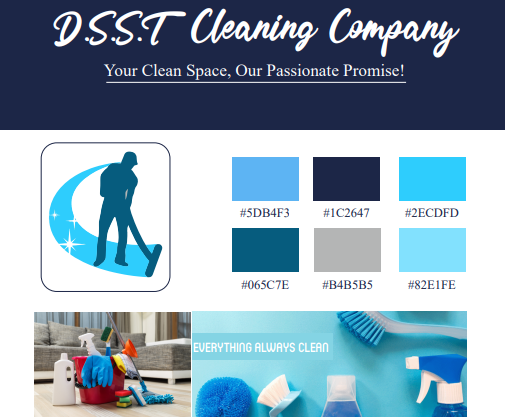 D.S.S.T Cleaning Company
Your Clean Space, Our Passionate Promise!
#5DB4F3 #1C2647 #2ECDFD
#065C7E #B4B5B5 #82E1FE
EVERYTHING ALWAYS CLEAN